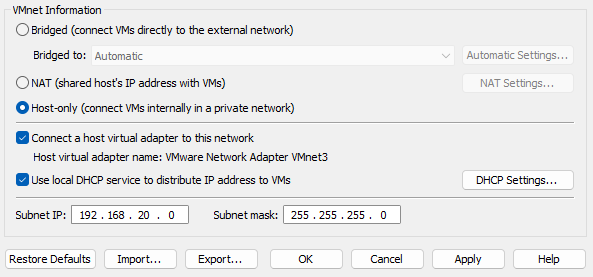 VMnet Information
Bridged (connect VMs directly to the external network)
Bridged to: Automatic Automatic Settings...
NAT (shared host's IP address with VMs) NAT Settings...
Host-only (connect VMs internally in a private network)
Connect a host virtual adapter to this network
Host virtual adapter name: VMware Network Adapter VMnet3
Use local DHCP service to distribute IP address to VMs DHCP Settings...
Subnet IP: 192 . 168 . 20 . 0 Subnet mask: 255 . 255 . 255 . 0
Restore Defaults Import... Export... OK Cancel Apply Help